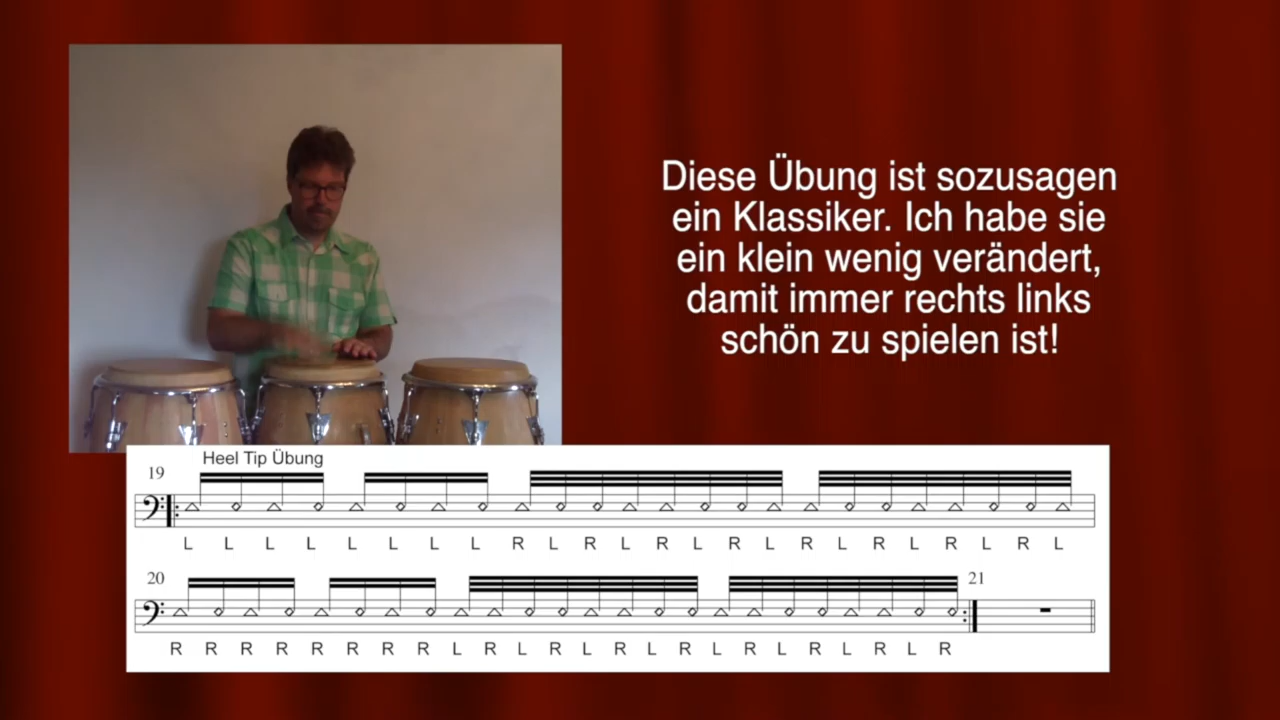 Diese Übung ist sozusagen
ein Klassiker. Ich habe sie
ein klein wenig verändert,
damit immer rechts links
schön zu spielen ist!
Heel Tip Übung
19
L L L L L L L L R L R L R L R L R L R L R L R L
20 21
R R R R R R R R L R L R L R L R L R L R L R L R